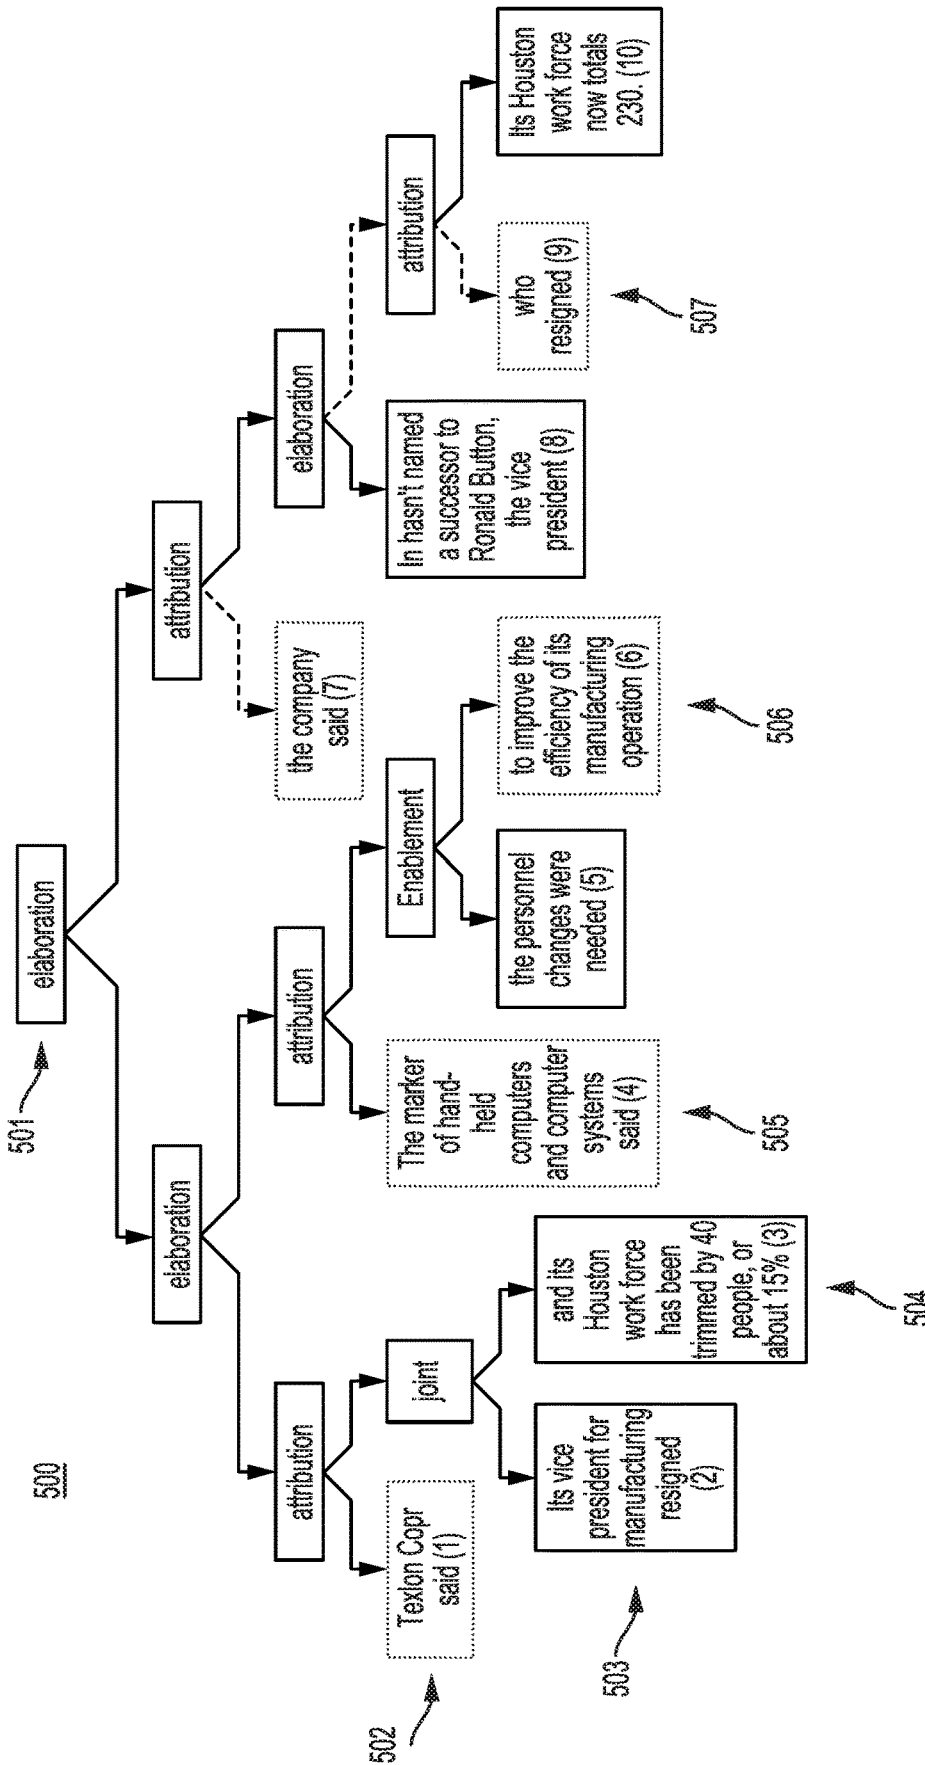 500
501
elaboration
elaboration
attribution
attribution
attribution
the company
said (7)
elaboration
Texlon Copr
said (1)
joint
The marker
of hand-
held
computers
and computer
systems
said (4)
Enablement
In hasn't named
a successor to
Ronald Button,
the vice
president (8)
attribution
502
505
Its vice
president for
manufacturing
resigned
(2)
and its
Houston
work force
has been
trimmed by 40
people, or
about 15% (3)
the personnel
changes were
needed (5)
to improve the
efficiency of its
manufacturing
operation (6)
who
resigned (9)
Its Houston
work force
now totals
230. (10)
503
504
506
507